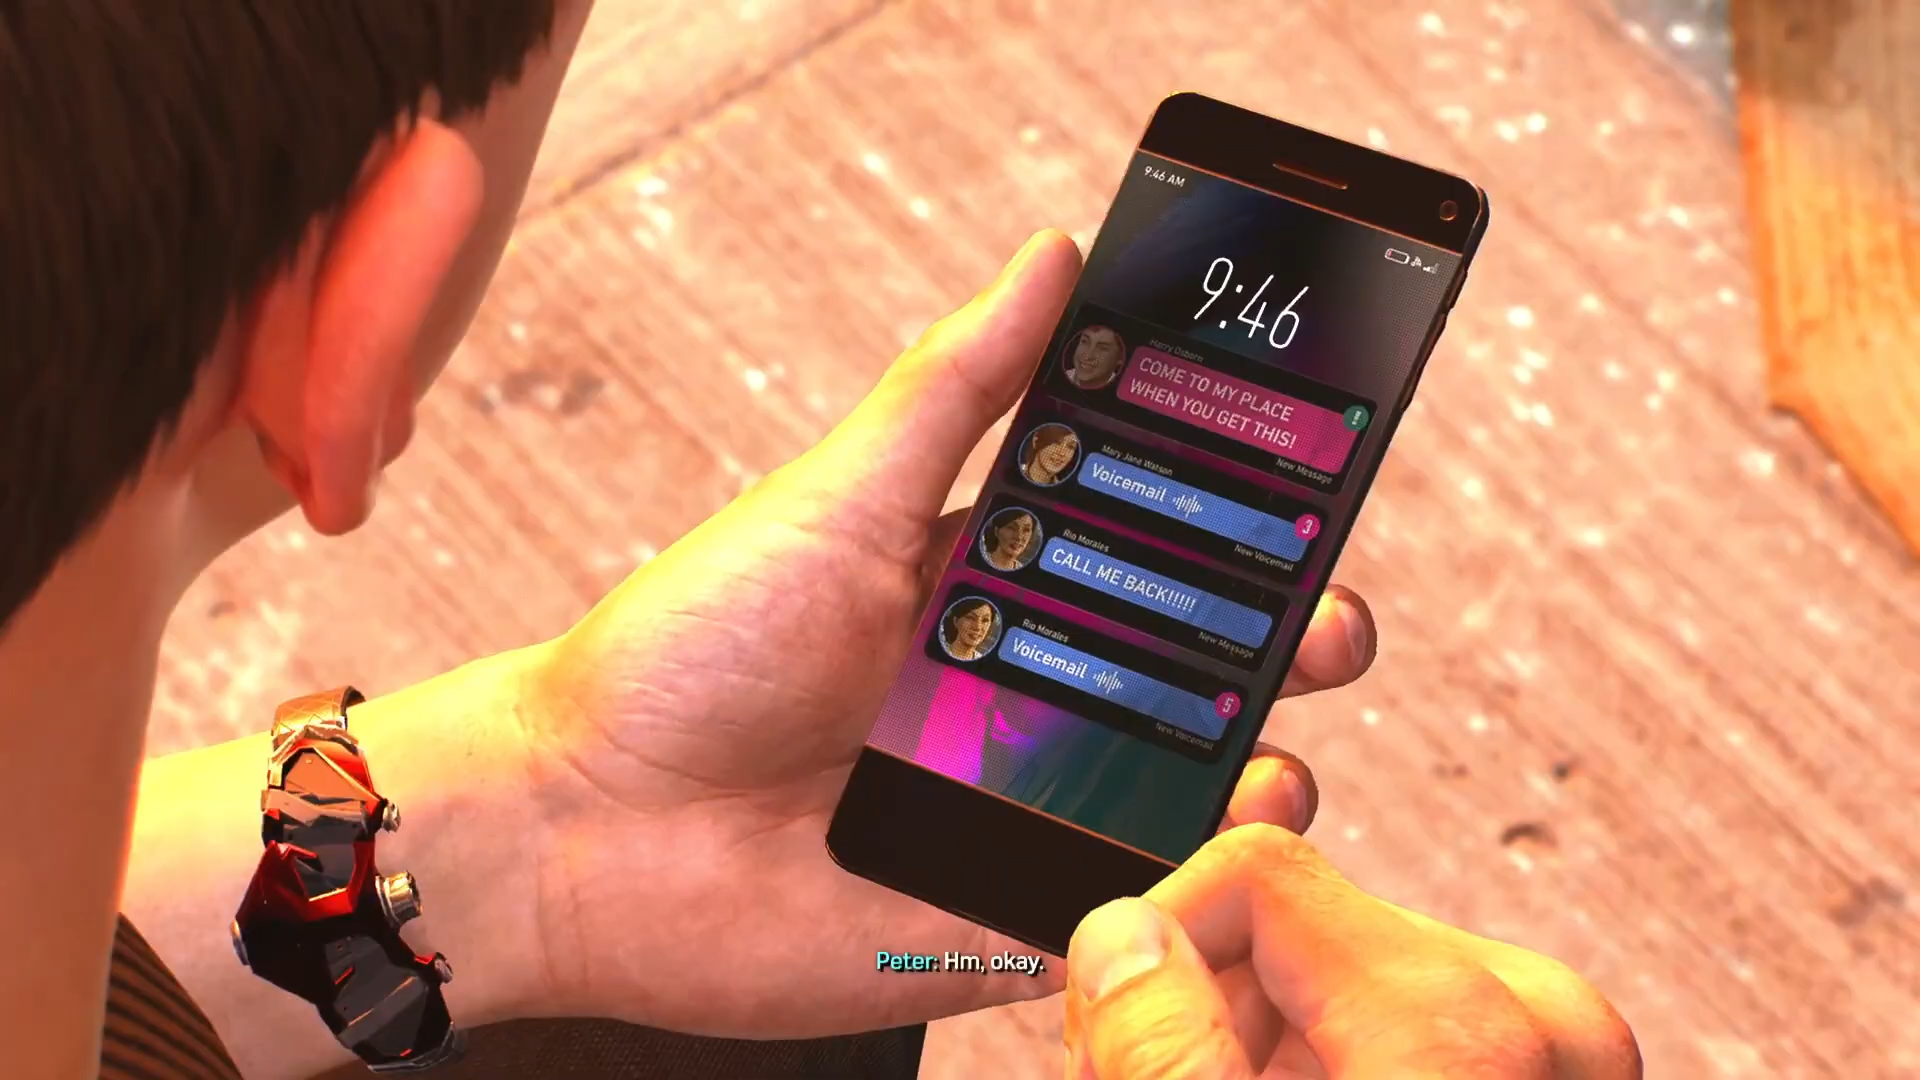 9:46 AM
9:46
Harry Osborn
COME TO MY PLACE
WHEN YOU GET THIS!
!
New Message
Mary Jane Watson
Voicemail
3
New Voicemail
Rio Morales
CALL ME BACK!!!!!
New Message
Rio Morales
Voicemail
5
New Voicemail
Peter: Hm, okay.